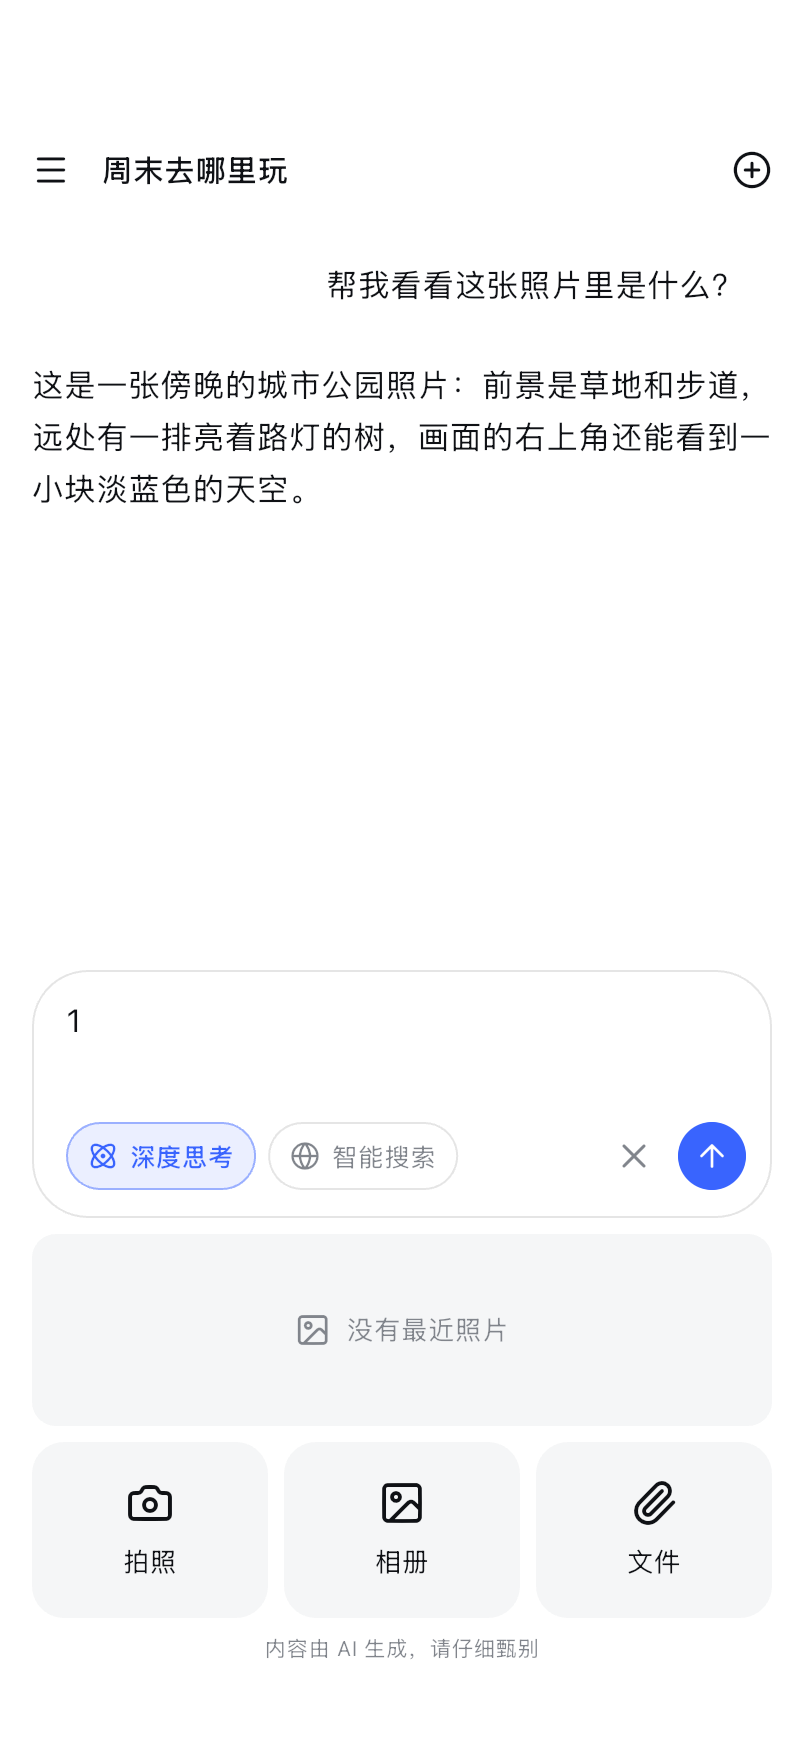 周末去哪里玩
帮我看看这张照片里是什么？
这是一张傍晚的城市公园照片：前景是草地和步道，
远处有一排亮着路灯的树，画面的右上角还能看到一
小块淡蓝色的天空。
1
深度思考
智能搜索
没有最近照片
拍照
相册
文件
内容由 AI 生成，请仔细甄别